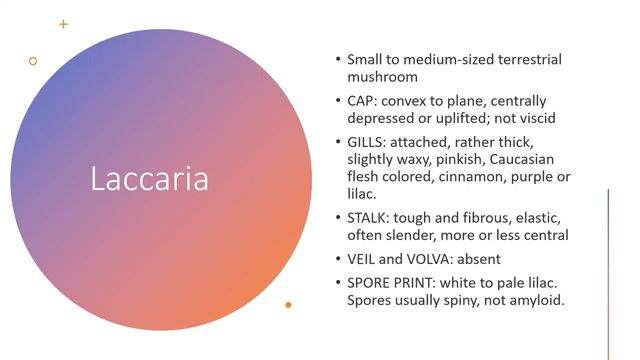 Laccaria
• Small to medium-sized terrestrial
mushroom
• CAP: convex to plane, centrally
depressed or uplifted; not viscid
• GILLS: attached, rather thick,
slightly waxy, pinkish, Caucasian
flesh colored, cinnamon, purple or
lilac.
• STALK: tough and fibrous, elastic,
often slender, more or less central
• VEIL and VOLVA: absent
• SPORE PRINT: white to pale lilac.
Spores usually spiny, not amyloid.